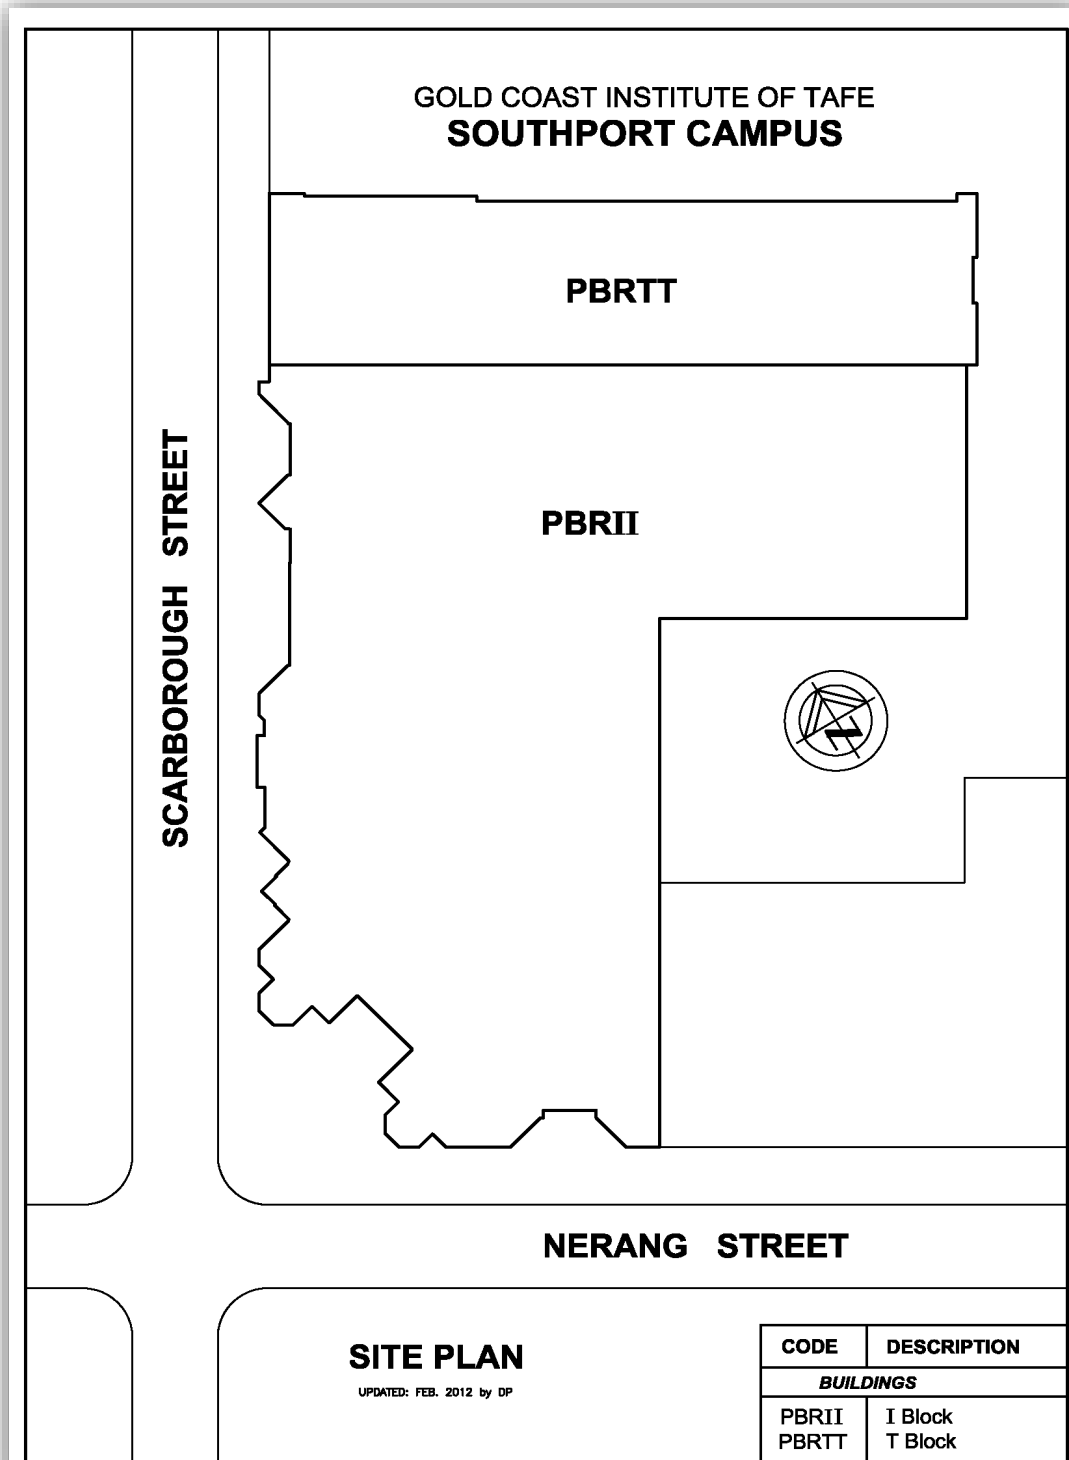 GOLD COAST INSTITUTE OF TAFE
SOUTHPORT CAMPUS
PBRTT
PBRII
SCARBOROUGH STREET
N
NERANG STREET
SITE PLAN
UPDATED: FEB. 2012 by DP
CODE DESCRIPTION
BUILDINGS
PBRII I Block
PBRTT T Block